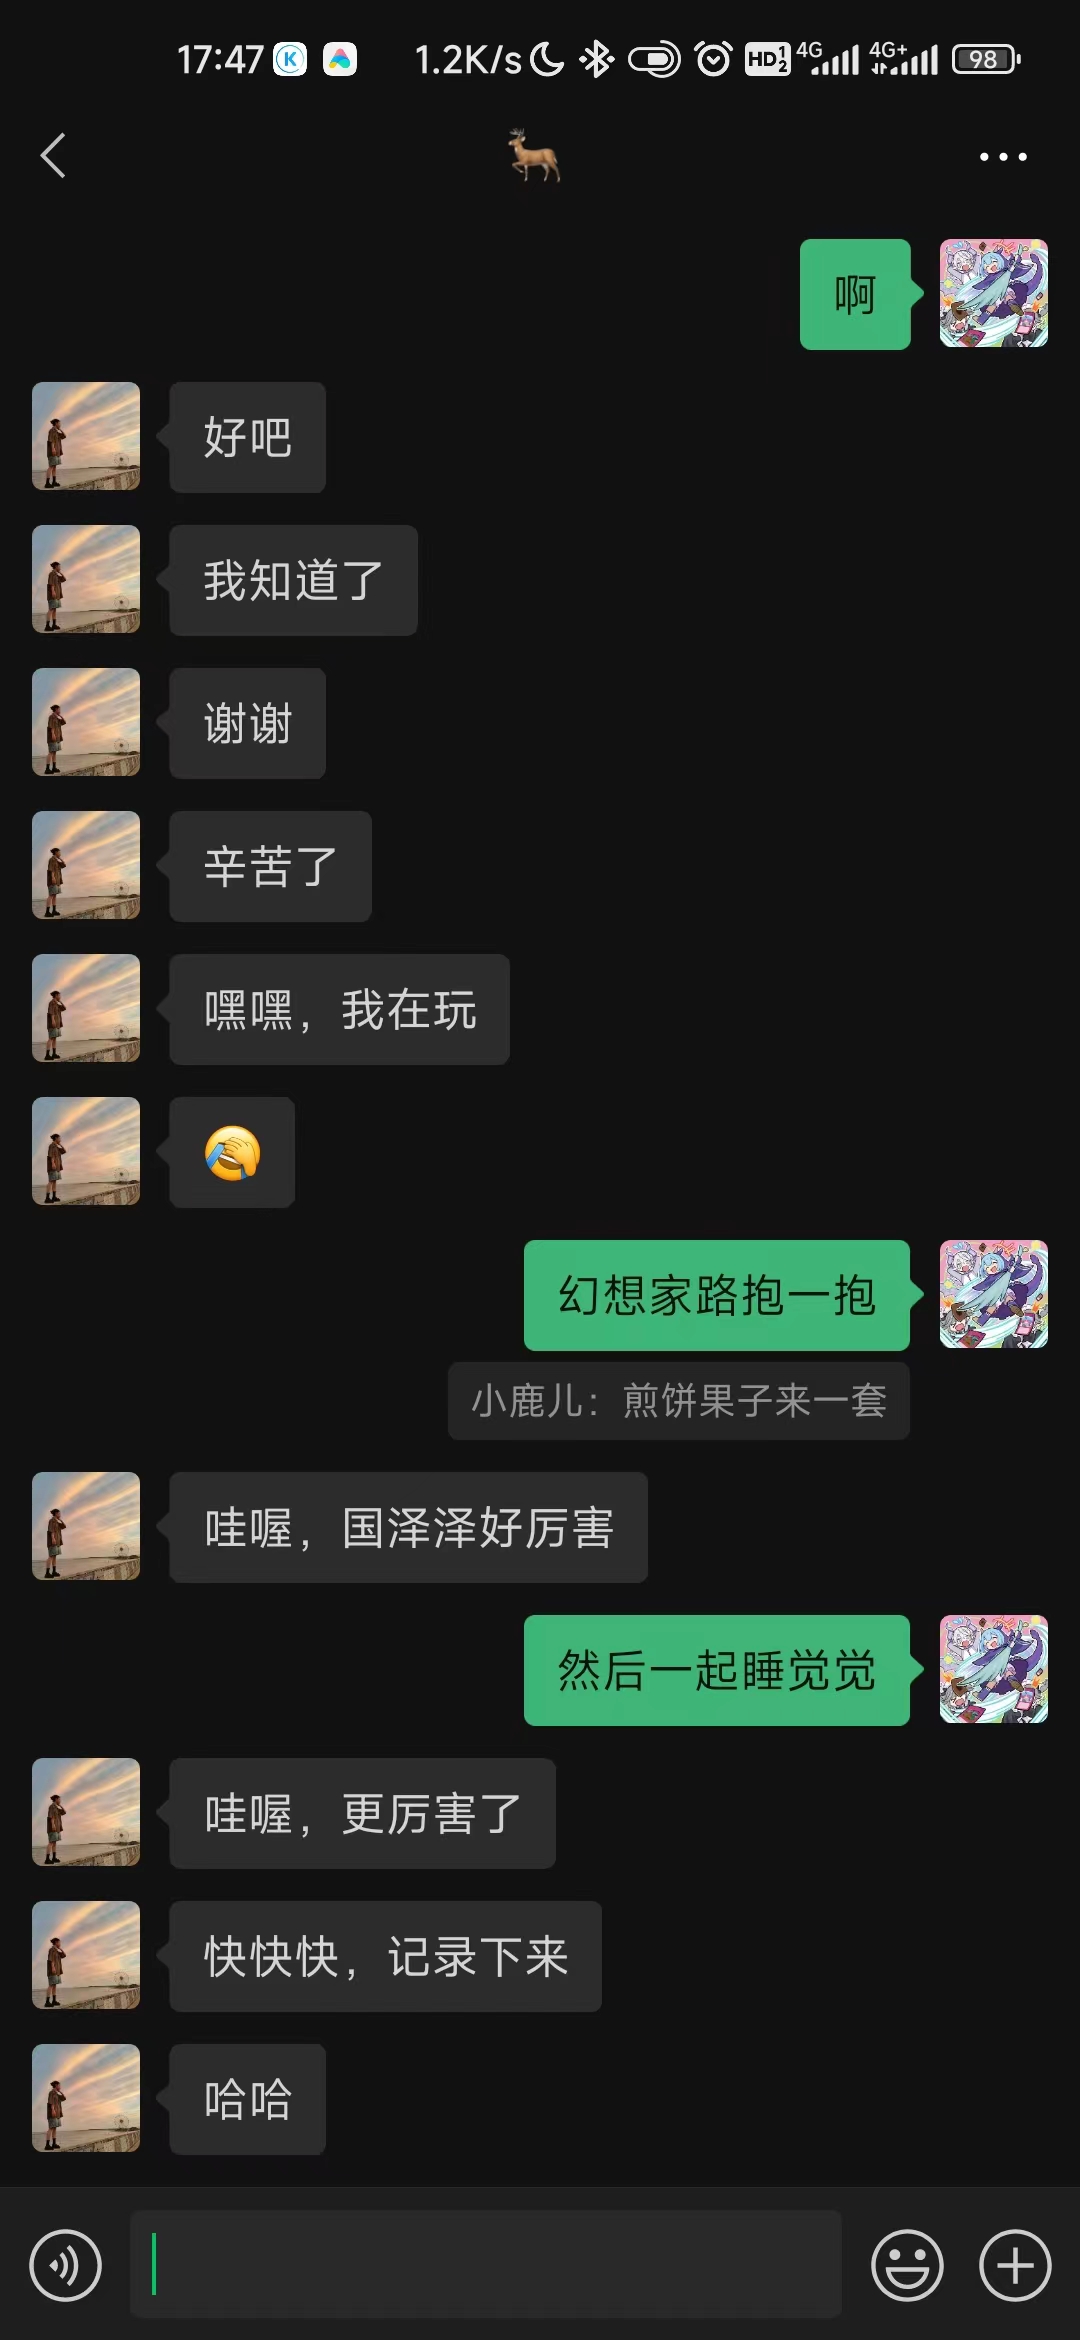 17:47 K 1.2K/s HD 1 2 4G 4G+ 98
啊
好吧
我知道了
谢谢
辛苦了
嘿嘿，我在玩
幻想家路抱一抱
小鹿儿：煎饼果子来一套
哇喔，国泽泽好厉害
然后一起睡觉觉
哇喔，更厉害了
快快快，记录下来
哈哈